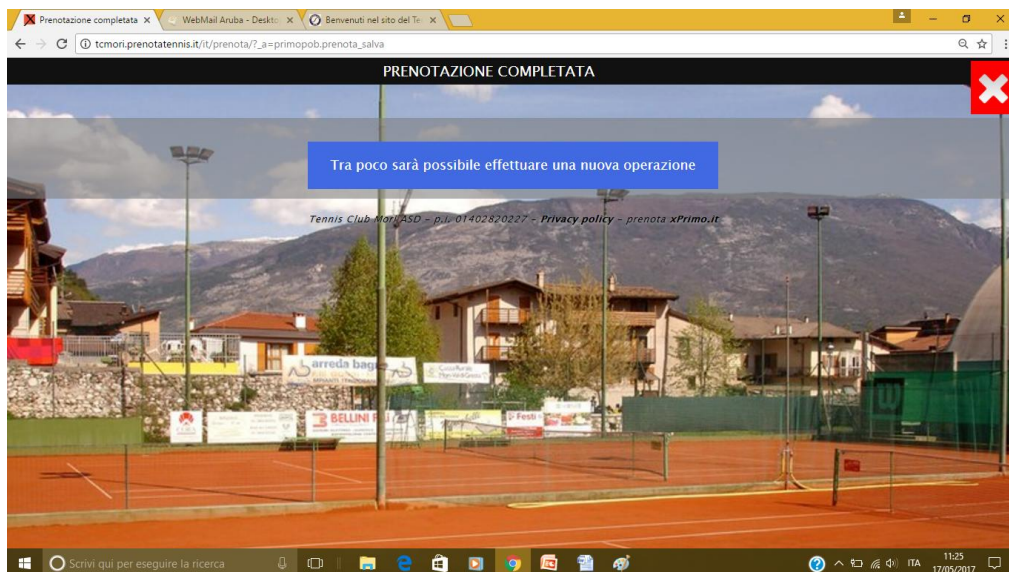 Prenotazione completata
WebMail Aruba - Deskto
Benvenuti nel sito del Te
tcmori.prenotatennis.it/it/prenota/?_a=primopob.prenota_salva
PRENOTAZIONE COMPLETATA
Tra poco sarà possibile effettuare una nuova operazione
Tennis Club Mori ASD - p.i. 01402820227 - Privacy policy - prenota xPrimo.it
arreda bagn
BELLINI
Festi
Scrivi qui per eseguire la ricerca
ITA
11:25
17/05/2017